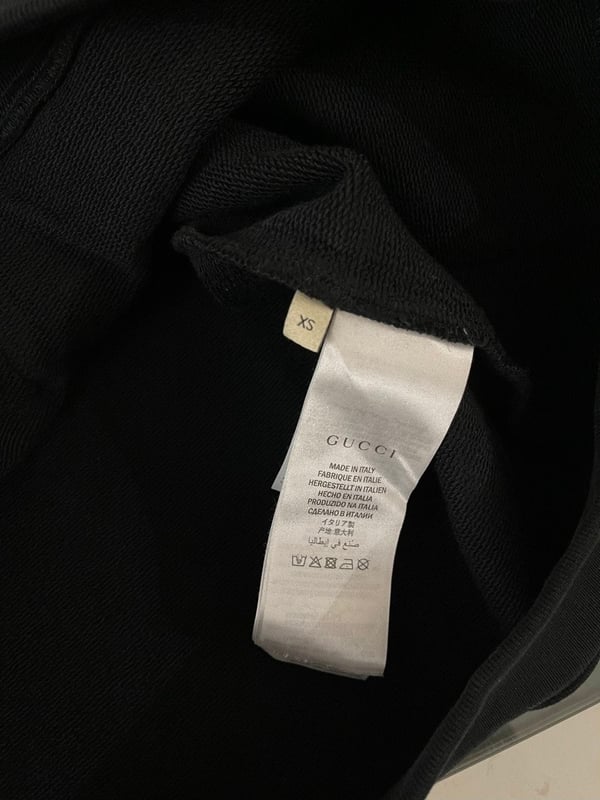 XS
GUCCI
MADE IN ITALY
FABRIQUE EN ITALIE
HERGESTELLT IN ITALIEN
HECHO EN ITALIA
PRODUZIDO NA ITALIA
СДЕЛАНО В ИТАЛИИ
イタリア製
产地:意大利
صنع في إيطاليا